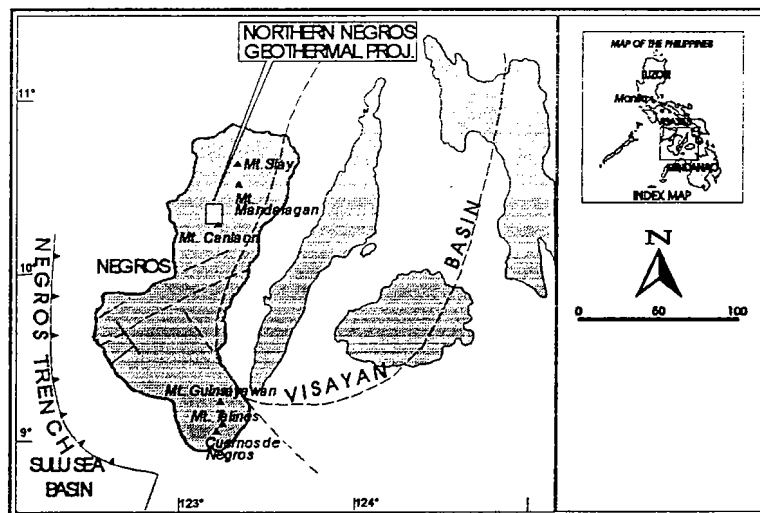 NORTHERN NEGROS
GEOTHERMAL PROJ.
11°
Mt. Silay
Mt.
Mandalagan
Mt. Canlaon
NEGROS
10°
NEGROS TRENCH
BASIN
VISAYAN
Mt. Guinsayawan
Mt. Talines
Cuernos de
Negros
9°
SULU SEA
BASIN
123°
124°
MAP OF THE PHILIPPINES
LUZON
Manila
VISAYAS
MINDANAO
INDEX MAP
N
0
50
100